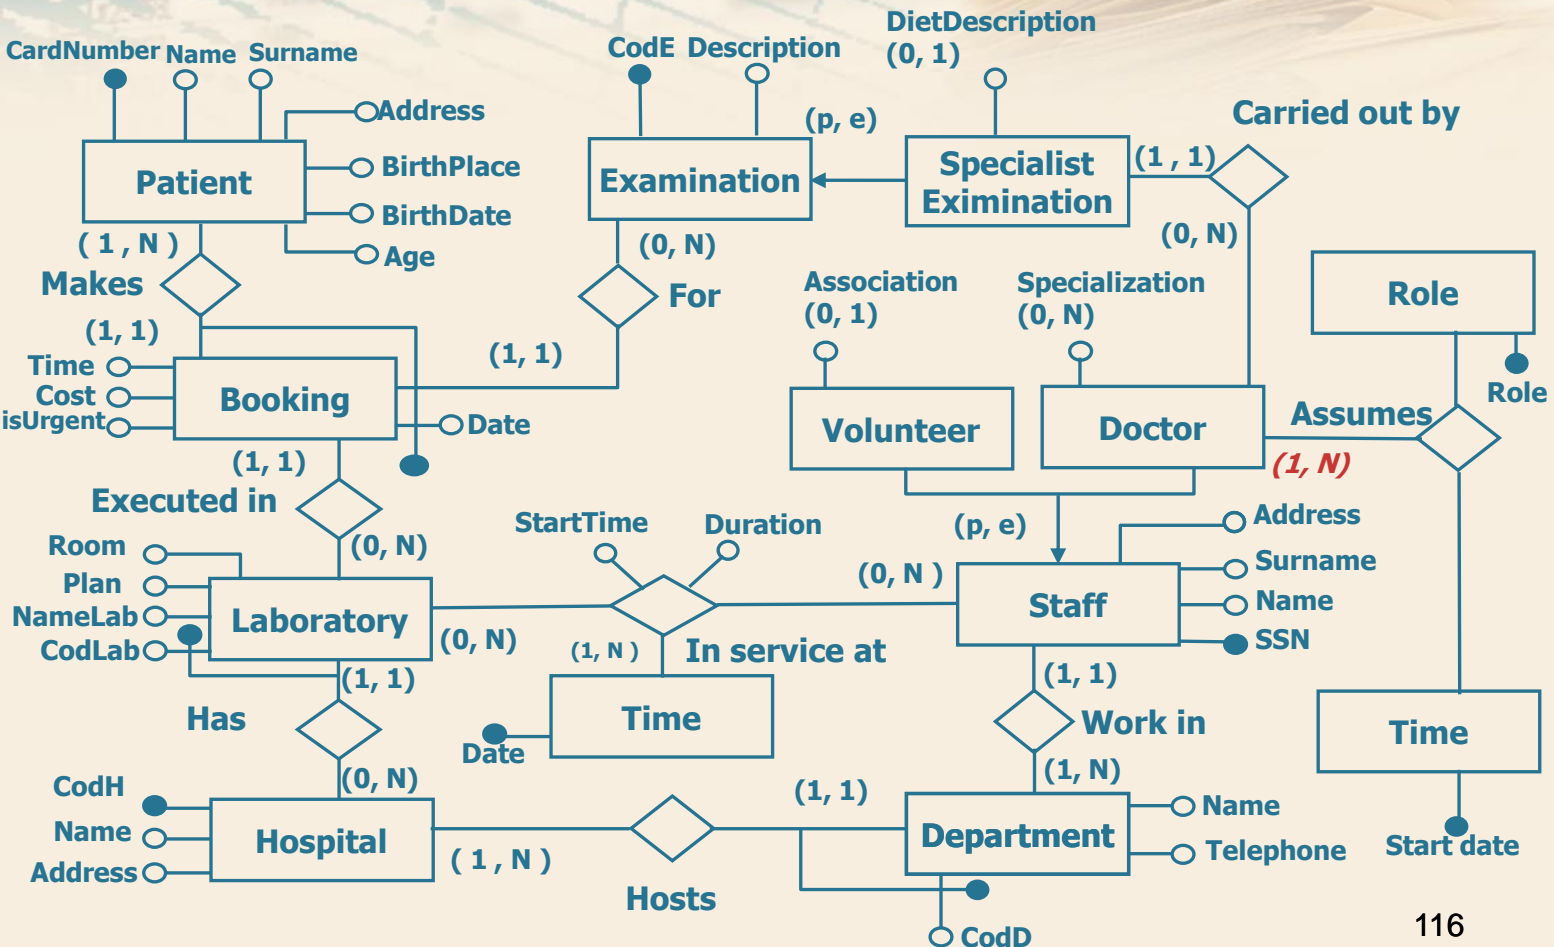 DietDescription
(0, 1)
CardNumber Name Surname
CodE Description
Address
(p, e)
Carried out by
Patient
BirthPlace
Examination
Specialist
Eximination
(1 , 1)
BirthDate
( 1 , N )
Age
(0, N)
(0, N)
Makes
For
Association
(0, 1)
Specialization
(0, N)
Role
(1, 1)
(1, 1)
Time
Cost
isUrgent
Booking
Date
Volunteer
Doctor
Assumes
Role
(1, 1)
(1, N)
Executed in
StartTime
Duration
(p, e)
Address
Room
(0, N)
Surname
Plan
(0, N )
Staff
Name
NameLab
Laboratory
CodLab
(0, N)
(1, N )
In service at
SSN
(1, 1)
(1, 1)
Has
Time
Work in
Time
Date
(0, N)
(1, N)
CodH
(1, 1)
Name
Hospital
Department
Name
Address
( 1 , N )
Telephone
Start date
Hosts
CodD
116